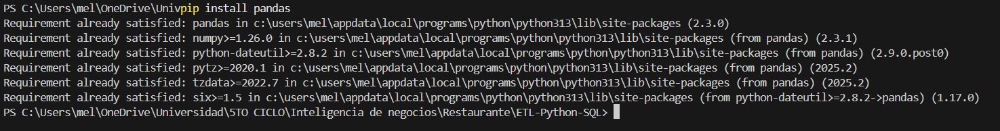 PS C:\Users\mel\OneDrive\Univpip install pandas
Requirement already satisfied: pandas in c:\users\mel\appdata\local\programs\python\python313\lib\site-packages (2.3.0)
Requirement already satisfied: numpy>=1.26.0 in c:\users\mel\appdata\local\programs\python\python313\lib\site-packages (from pandas) (2.3.1)
Requirement already satisfied: python-dateutil>=2.8.2 in c:\users\mel\appdata\local\programs\python\python313\lib\site-packages (from pandas) (2.9.0.post0)
Requirement already satisfied: pytz>=2020.1 in c:\users\mel\appdata\local\programs\python\python313\lib\site-packages (from pandas) (2025.2)
Requirement already satisfied: tzdata>=2022.7 in c:\users\mel\appdata\local\programs\python\python313\lib\site-packages (from pandas) (2025.2)
Requirement already satisfied: six>=1.5 in c:\users\mel\appdata\local\programs\python\python313\lib\site-packages (from python-dateutil>=2.8.2->pandas) (1.17.0)
PS C:\Users\mel\OneDrive\Universidad\5TO CICLO\Inteligencia de negocios\Restaurante\ETL-Python-SQL>